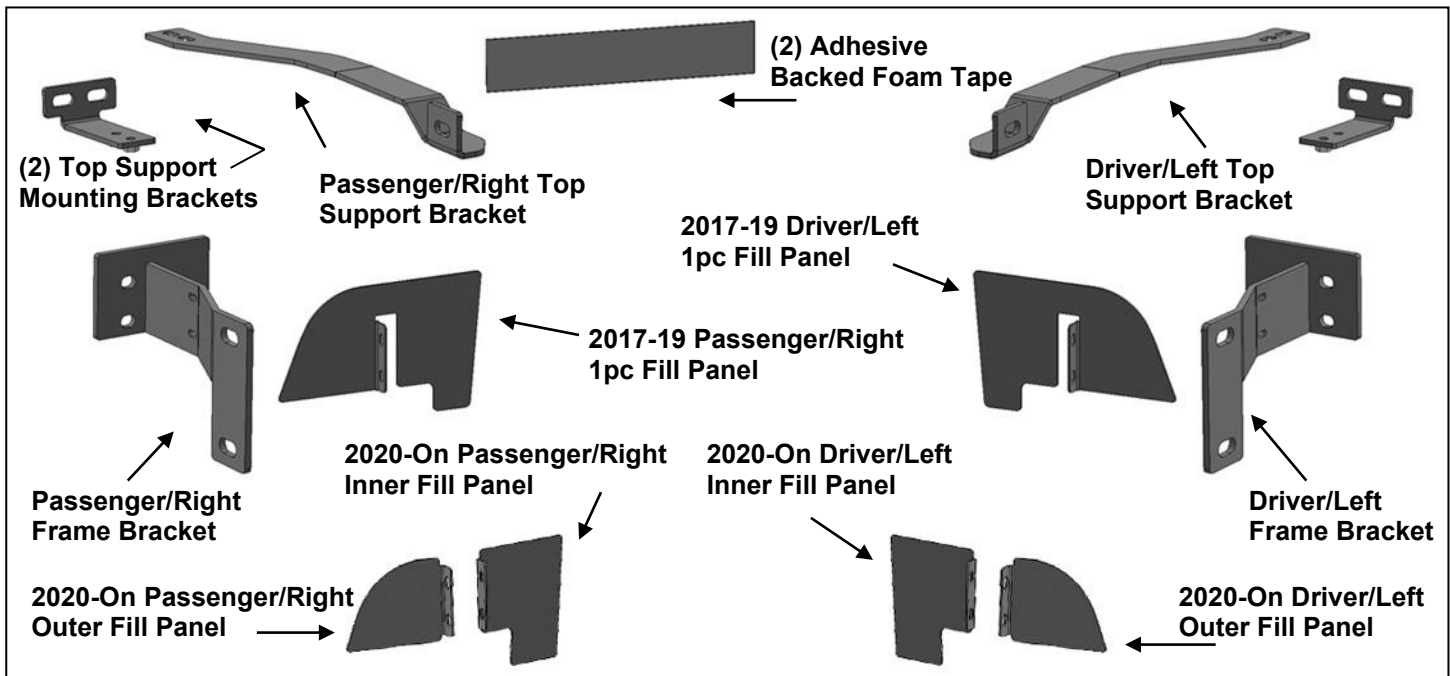 (2) Adhesive
Backed Foam Tape
(2) Top Support
Mounting Brackets
Passenger/Right Top
Support Bracket
Driver/Left Top
Support Bracket
2017-19 Driver/Left
1pc Fill Panel
2017-19 Passenger/Right
1pc Fill Panel
Passenger/Right
Frame Bracket
2020-On Passenger/Right
Inner Fill Panel
2020-On Driver/Left
Inner Fill Panel
Driver/Left
Frame Bracket
2020-On Passenger/Right
Outer Fill Panel
2020-On Driver/Left
Outer Fill Panel